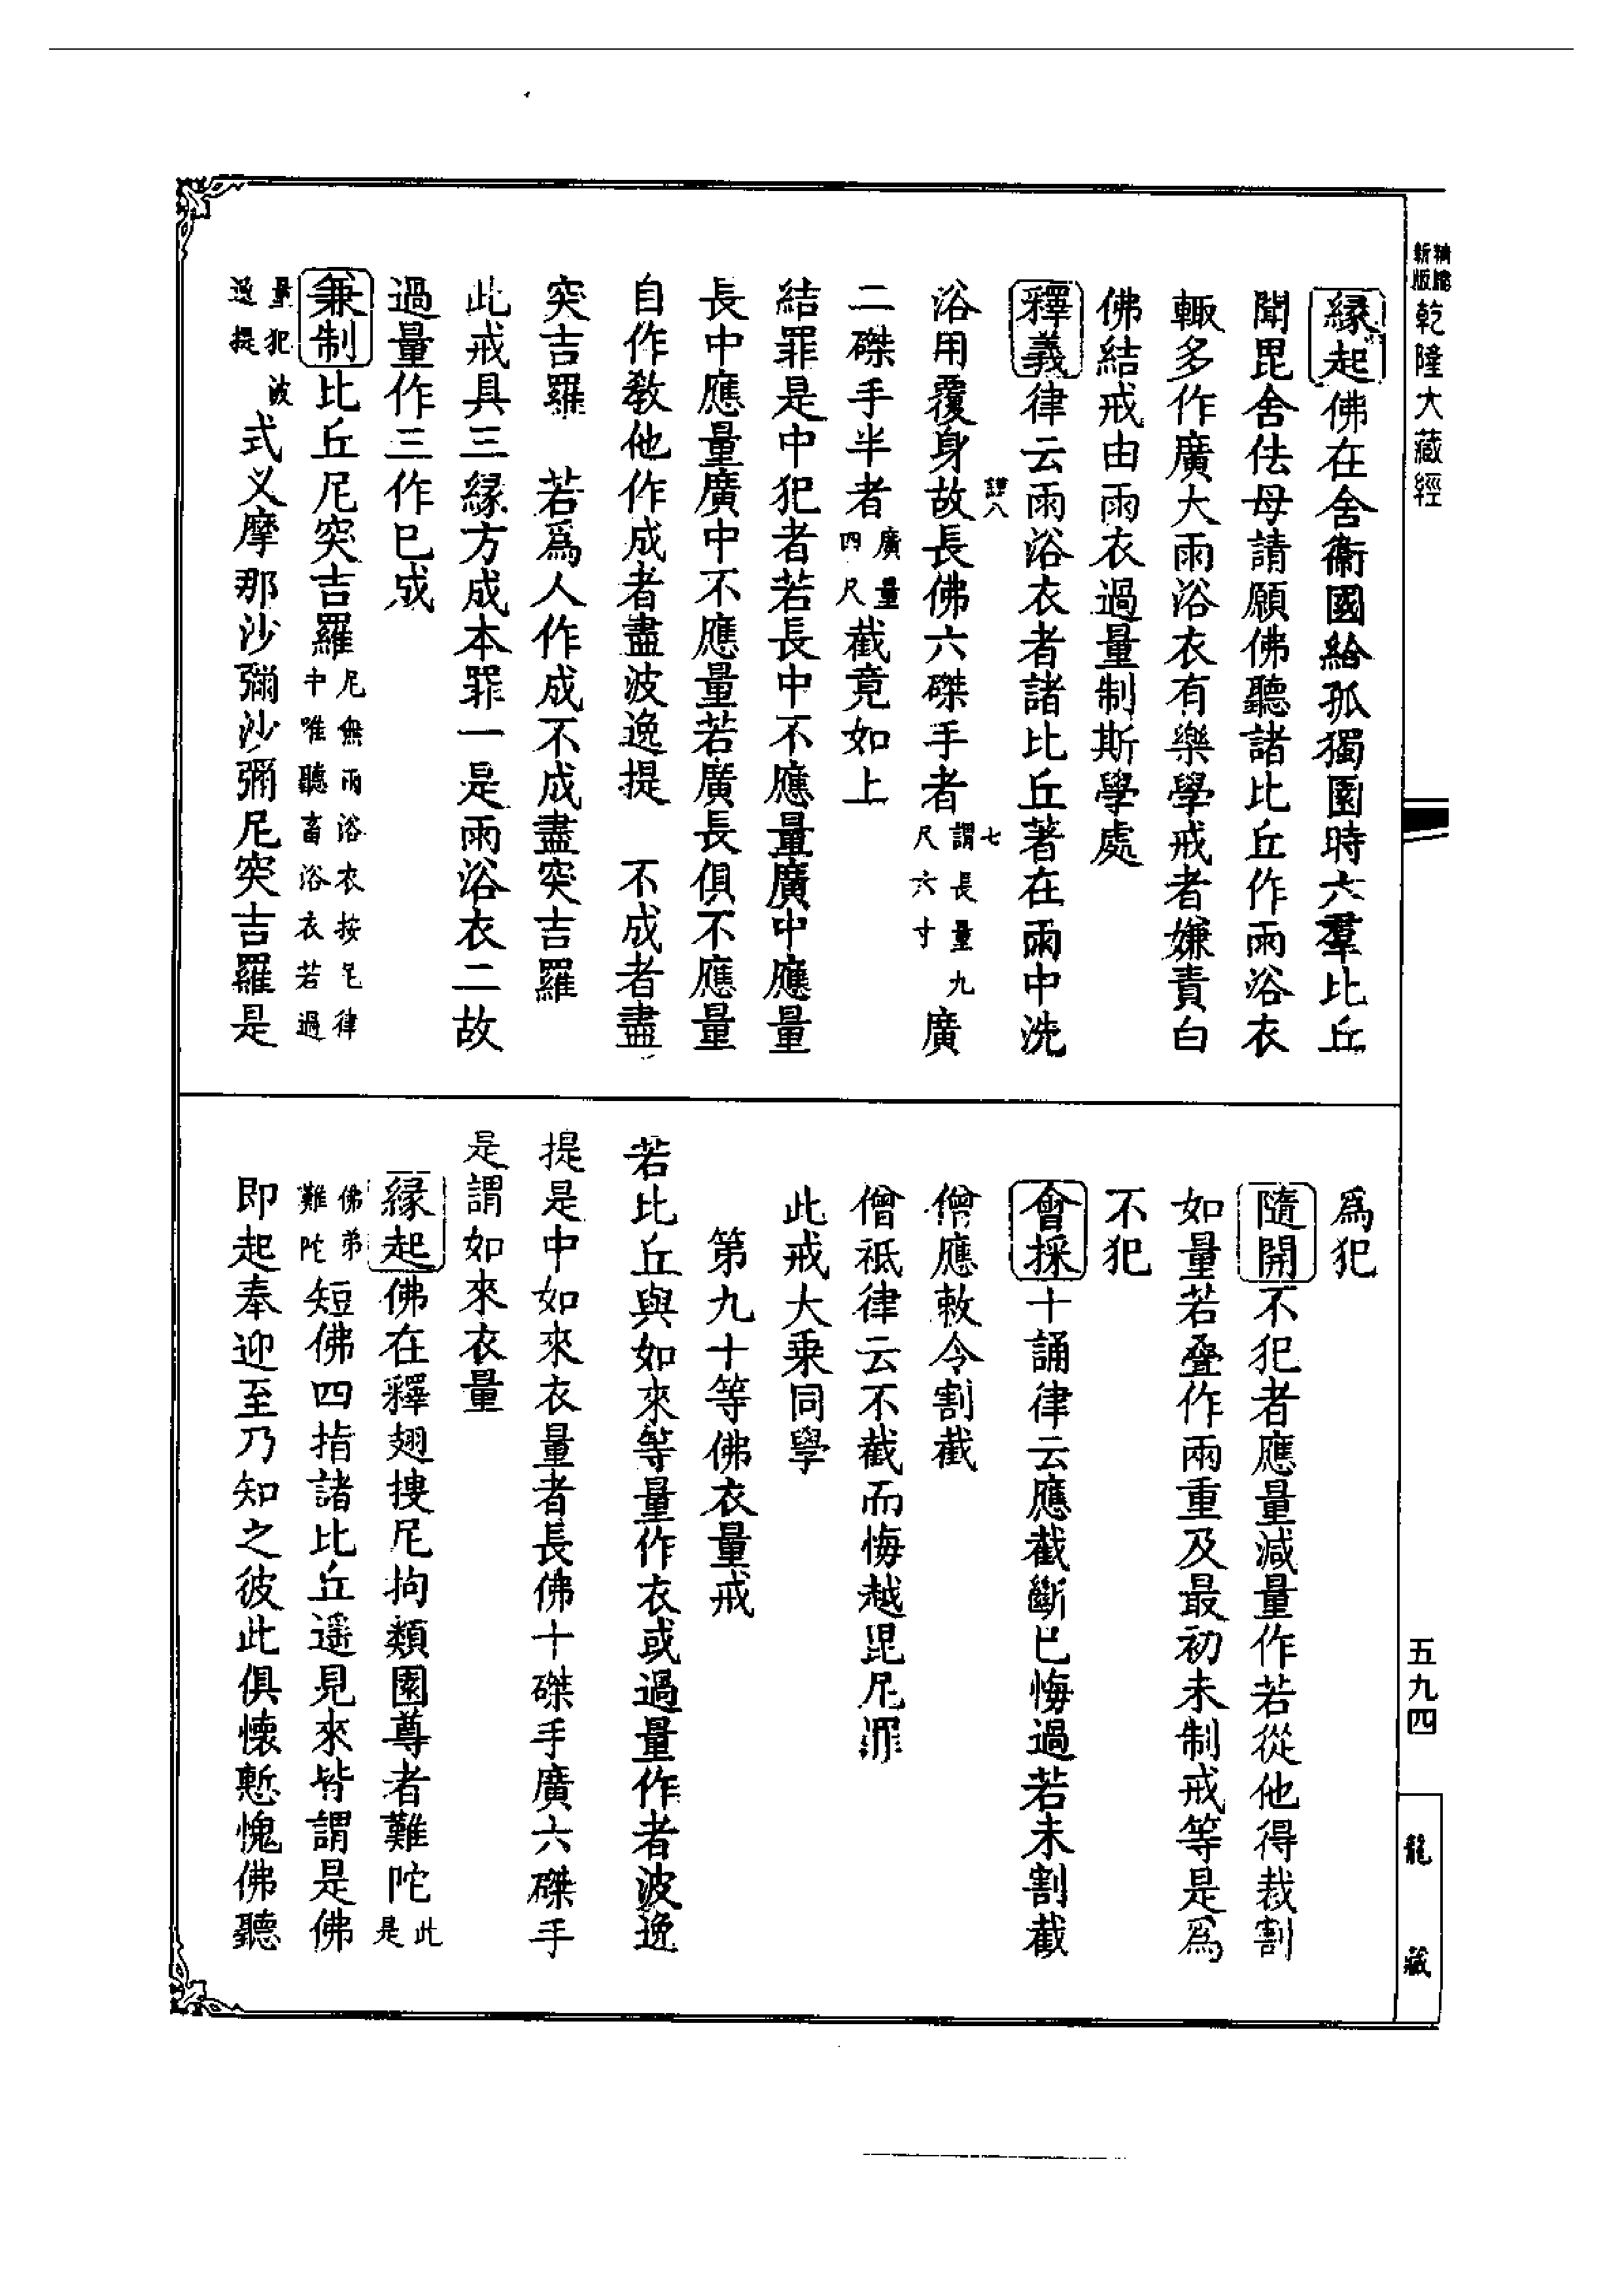 新版
乾隆大藏經
緣起佛在舍衞國給孤獨園時六羣比丘
聞毘舍佉母請願佛聽諸比丘作雨浴衣
輙多作廣大雨浴衣有樂學戒者嫌責白
佛結戒由雨衣過量制斯學處
釋義律云雨浴衣者諸比丘著在雨中洗
浴用覆身故長佛六磔手者謂長量九尺六寸廣
二磔手半者廣量四尺截竟如上
結罪是中犯者若長中不應量廣中應量
長中應量廣中不應量若廣長俱不應量
自作教他作成者盡波逸提　不成者盡
突吉羅　若爲人作成不成盡突吉羅
此戒具三緣方成本罪一是雨浴衣二故
過量作三作已成
兼制比丘尼突吉羅尼無雨浴衣按尼律中唯聽畜浴衣若過
量犯波逸提式叉摩那沙彌沙彌尼突吉羅是
爲犯
隨開不犯者應量減量作若從他得裁割
如量若疊作兩重及最初未制戒等是爲
不犯
會採十誦律云應截斷已悔過若未割截
僧應敕令割截
僧祇律云不截而悔越毘尼罪
此戒大乘同學
第九十等佛衣量戒
若比丘與如來等量作衣或過量作者波逸
提是中如來衣量者長佛十磔手廣六磔手
是謂如來衣量
緣起佛在釋翅搜尼拘類園尊者難陀此是
佛弟難陀短佛四指諸比丘遥見來皆謂是佛
即起奉迎至乃知之彼此俱懷慙愧佛聽
五九四
龍藏